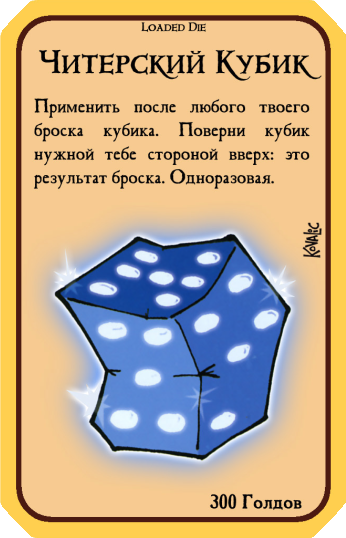 Loaded Die
Читерский Кубик
Применить после любого твоего
броска кубика. Поверни кубик
нужной тебе стороной вверх: это
результат броска. Одноразовая.
Kovalic
300 Голдов